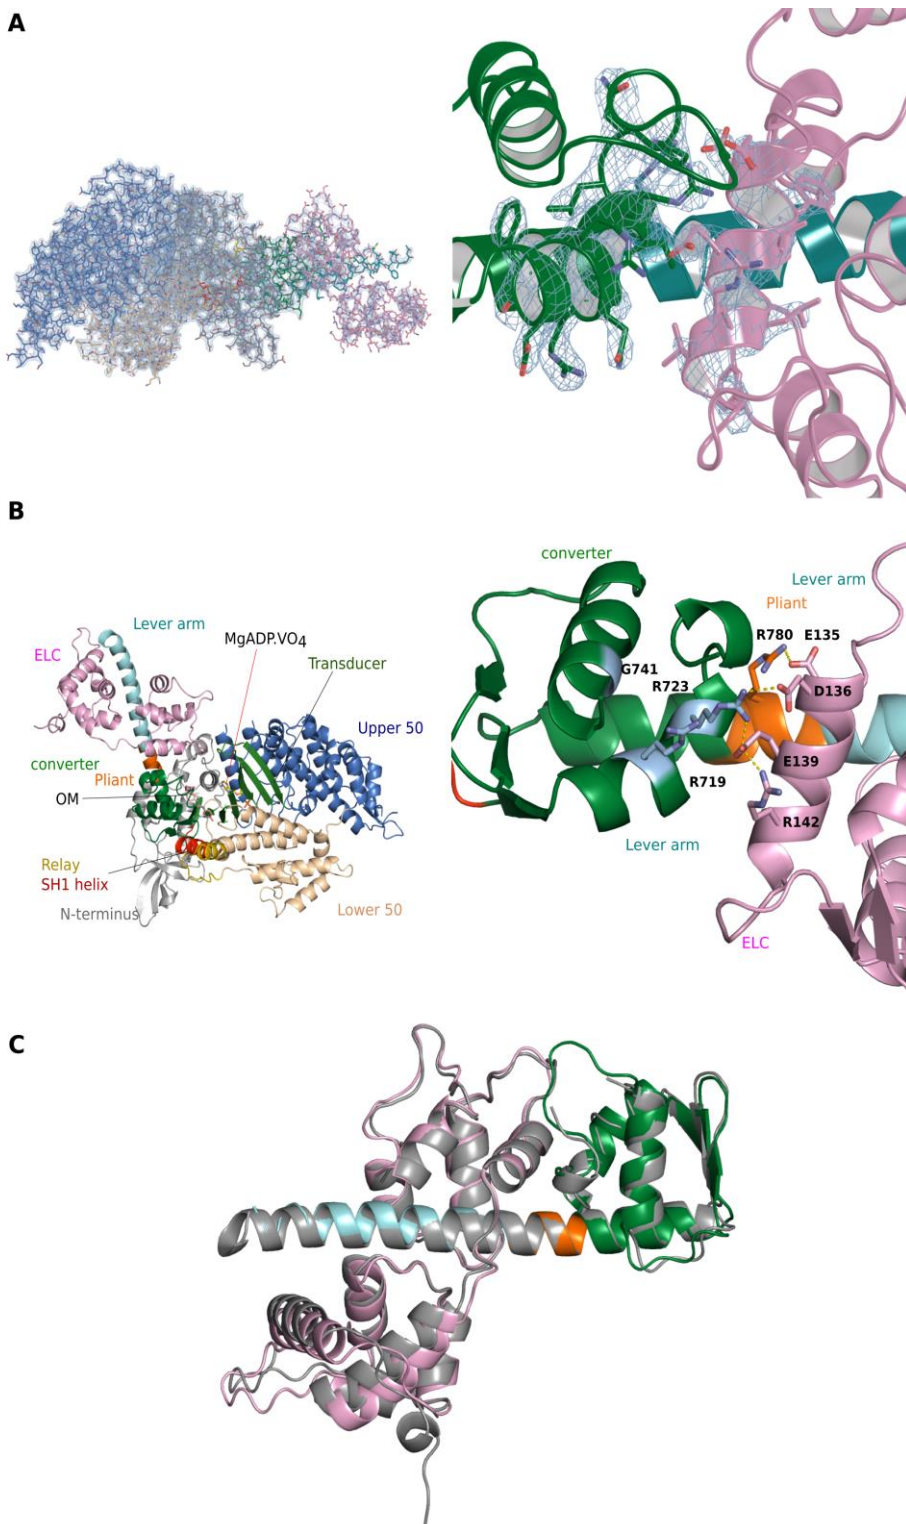 A
B
Lever arm
MgADP.VO4
ELC
Transducer
Upper 50
converter
Pliant
OM
Relay
SH1 helix
N-terminus
Lower 50
converter
Lever arm
Pliant
R780
E135
G741
R723
D136
R719
E139
R142
Lever arm
ELC
C